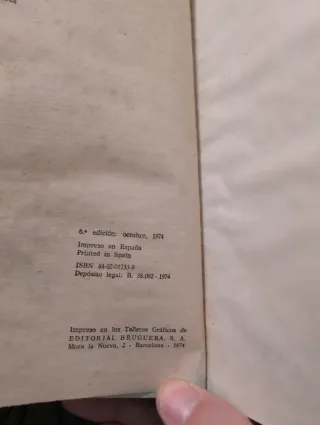 6.ª edición: octubre, 1974
Impreso en España
Printed in Spain
ISBN 84-02-01733-9
Depósito legal: B. 38.092 - 1974
Impreso en los Talleres Gráficos de
EDITORIAL BRUGUERA, S. A.
Mora la Nueva, 2 - Barcelona - 1974